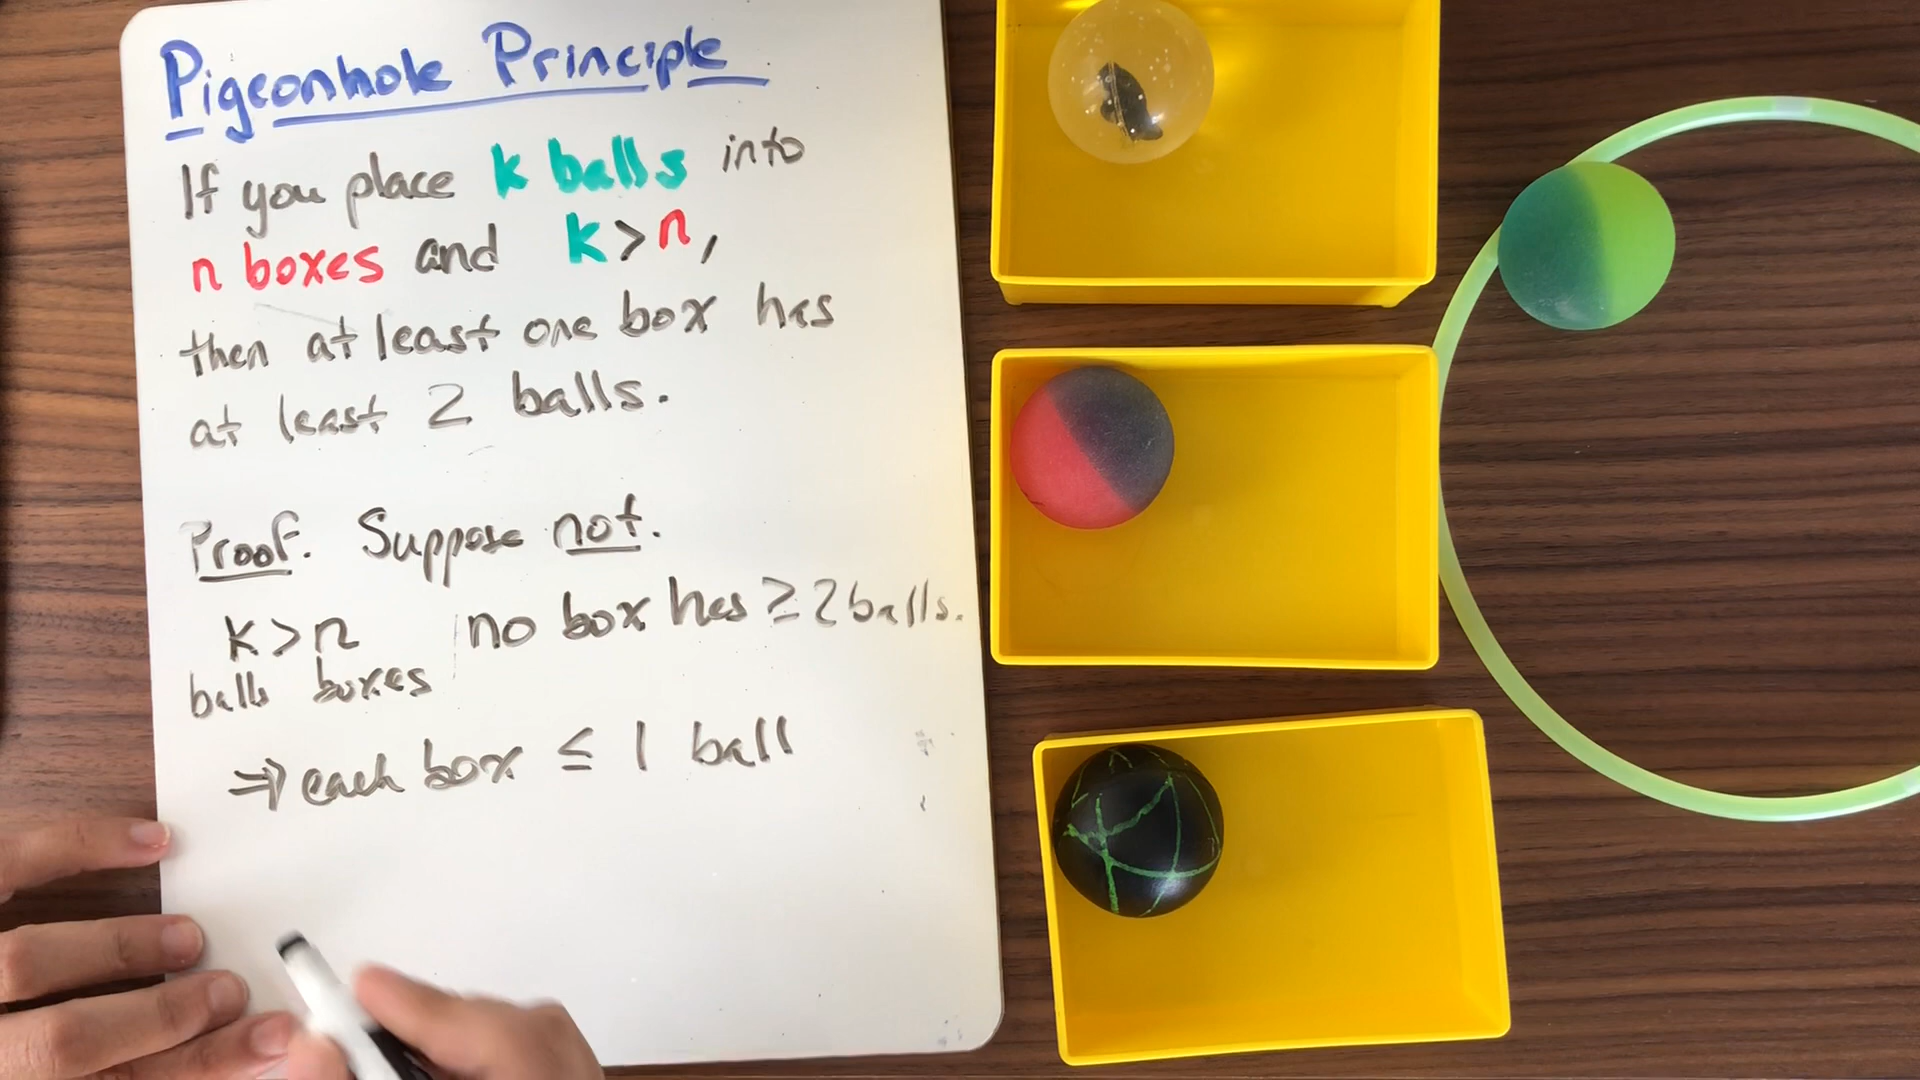 Pigeonhole Principle
If you place k balls into
n boxes and k>n,
then at least one box has
at least 2 balls.
Proof. Suppose not.
k>n no box has ≥2 balls.
balls boxes
⇒ each box ≤ 1 ball